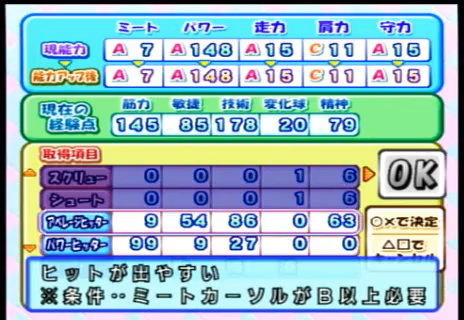 ミート パワー 走力 肩力 守力
現能力 A 7 A 148 A 15 C 11 A 15
能力アップ後 A 7 A 148 A 15 C 11 A 15
筋力 敏捷 技術 変化球 精神
現在の経験点 145 85 178 20 79
取得項目
スクリュー 0 0 0 1 6
シュート 0 0 0 1 6
アベレージヒッター 9 54 86 0 63
パワーヒッター 99 9 27 0 0
OK
○×で決定
△□で
ヒットが出やすい
※条件‥ミートカーソルがB以上必要